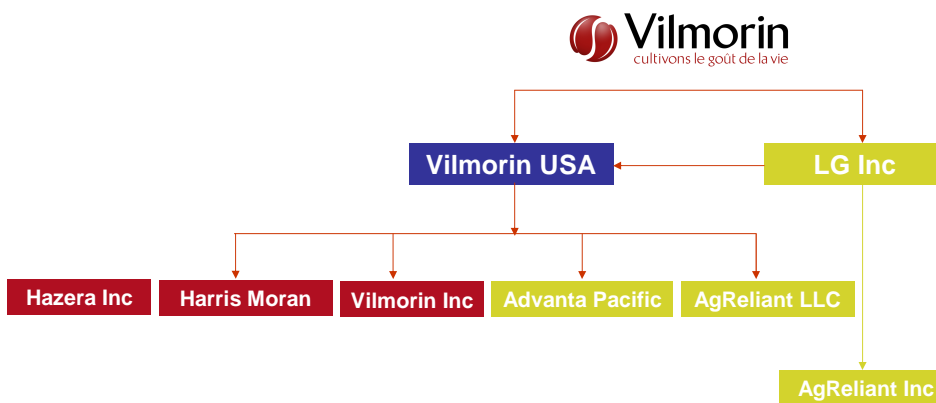 Vilmorin
cultivons le goût de la vie
Vilmorin USA
LG Inc
Hazera Inc
Harris Moran
Vilmorin Inc
Advanta Pacific
AgReliant LLC
AgReliant Inc